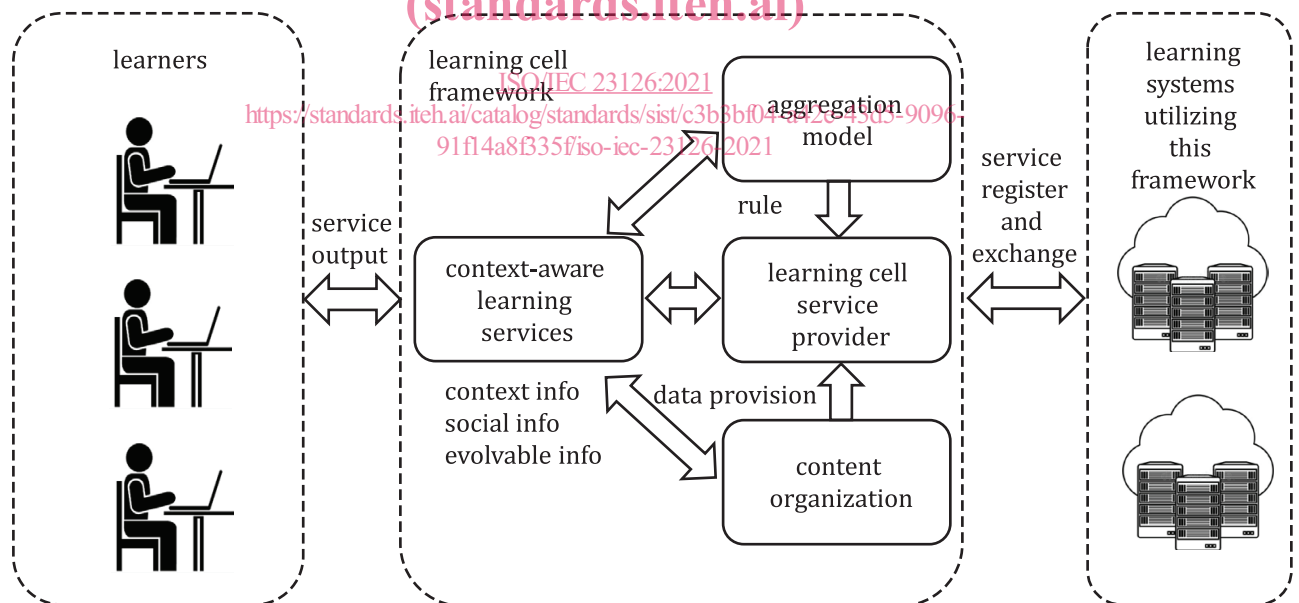 (standards.iteh.ai)
learners
learning cell
framework
ISO/IEC 23126:2021
https://standards.iteh.ai/catalog/standards/sist/c3b3bf04-a42c-43d5-9096-
91f14a8f335f/iso-iec-23126-2021
aggregation
model
rule
service
output
context-aware
learning
services
learning cell
service
provider
context info
social info
evolvable info
data provision
content
organization
service
register
and
exchange
learning
systems
utilizing
this
framework